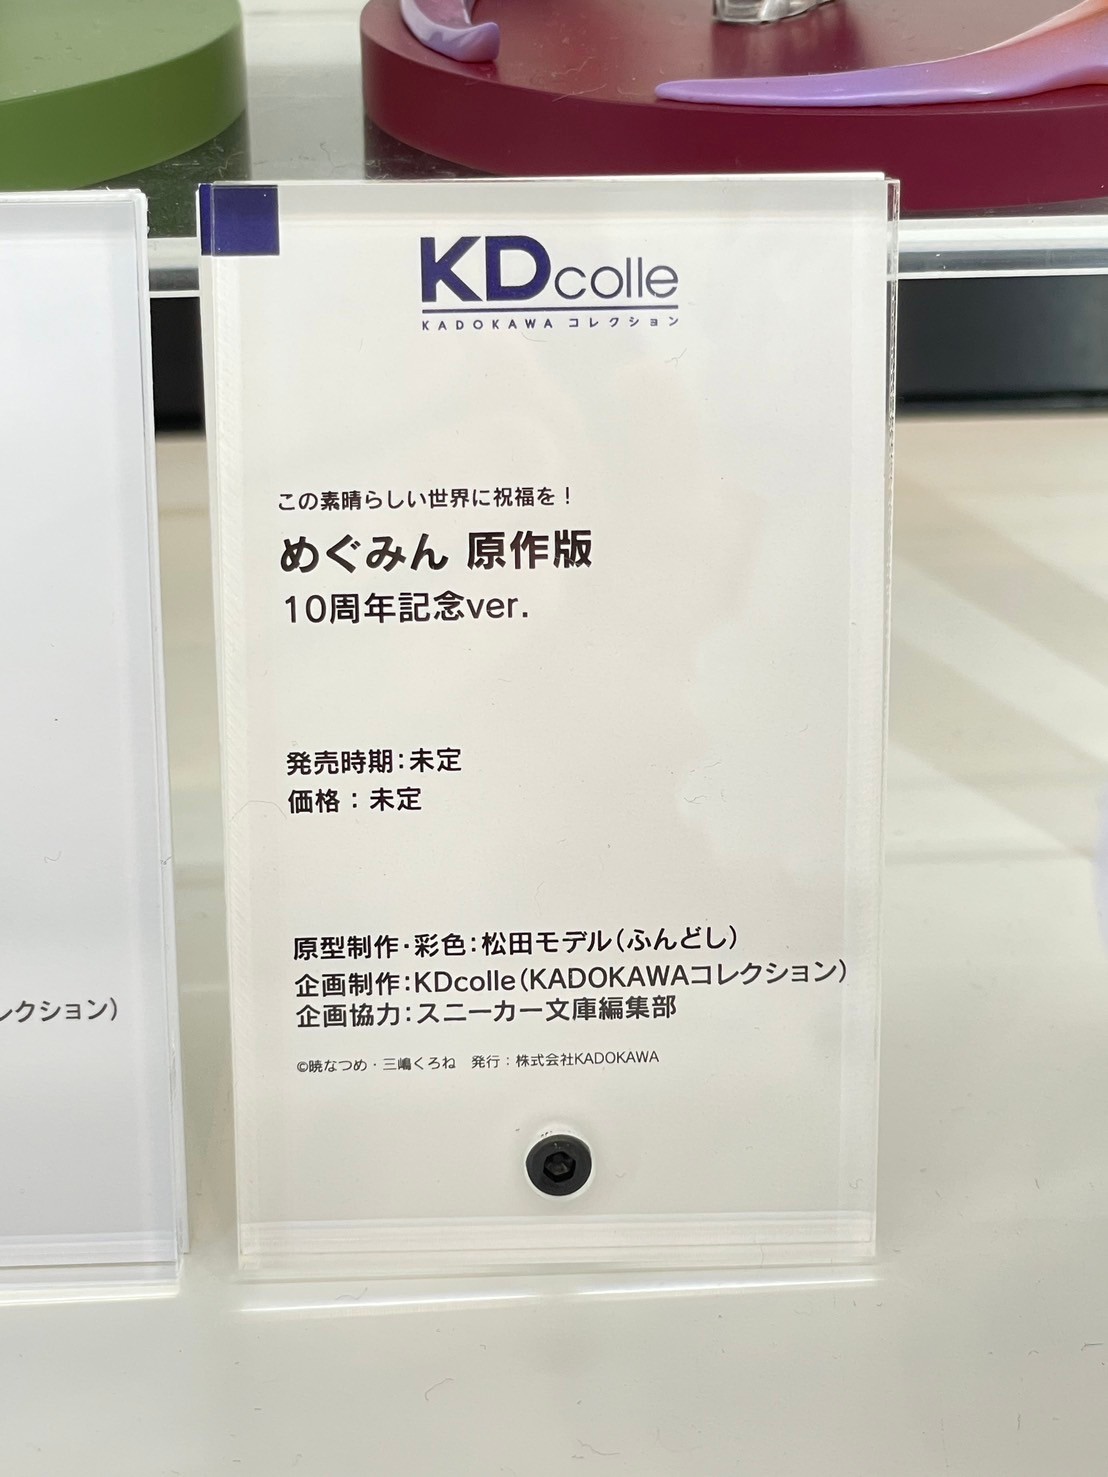 KDcolle
KADOKAWA コレクション
この素晴らしい世界に祝福を！
めぐみん 原作版
10周年記念ver.
発売時期：未定
価格：未定
原型制作・彩色：松田モデル（ふんどし）
企画制作：KDcolle（KADOKAWAコレクション）
企画協力：スニーカー文庫編集部
©暁なつめ・三嶋くろね　発行：株式会社KADOKAWA
レクション）